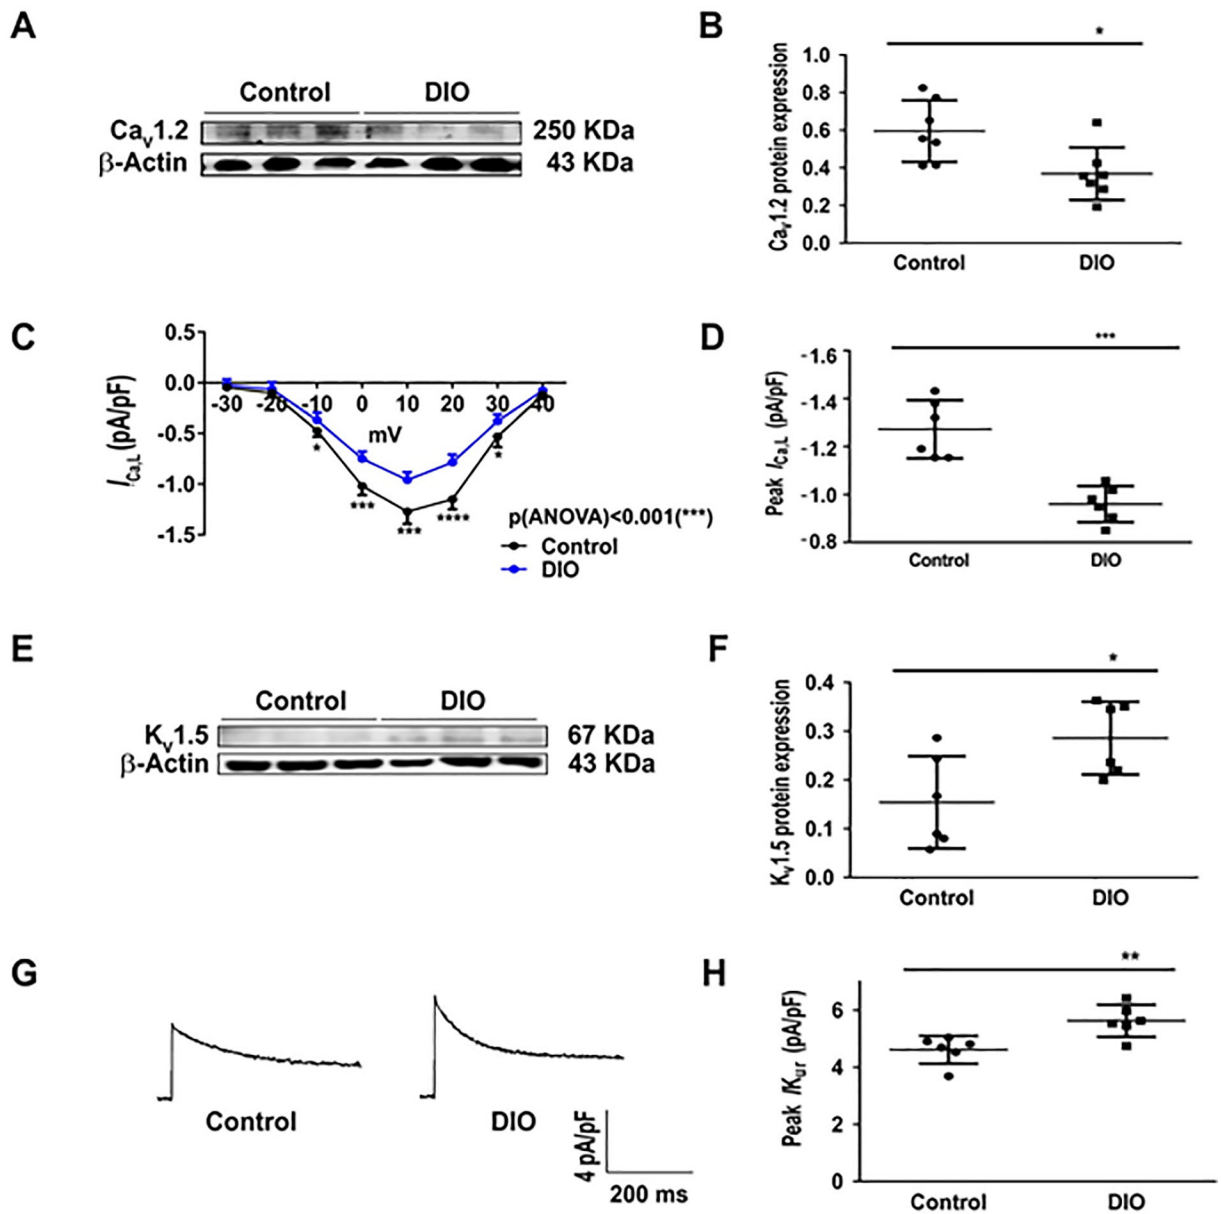 A
Control DIO
Cav1.2 250 KDa
β-Actin 43 KDa
B
*
Cav1.2 protein expression
1.0
0.8
0.6
0.4
0.2
0.0
Control DIO
C
ICa,L (pA/pF)
0.5
0.0
-0.5
-1.0
-1.5
-30 -20 -10 0 10 20 30 40
mV
* *
*** ****
***
p(ANOVA)<0.001(***)
Control
DIO
D
***
Peak ICa,L (pA/pF)
-1.6
-1.4
-1.2
-1.0
-0.8
Control DIO
E
Control DIO
Kv1.5 67 KDa
β-Actin 43 KDa
F
*
Kv1.5 protein expression
0.4
0.3
0.2
0.1
0.0
Control DIO
G
Control DIO
4 pA/pF
200 ms
H
**
Peak IKur (pA/pF)
6
4
2
0
Control DIO